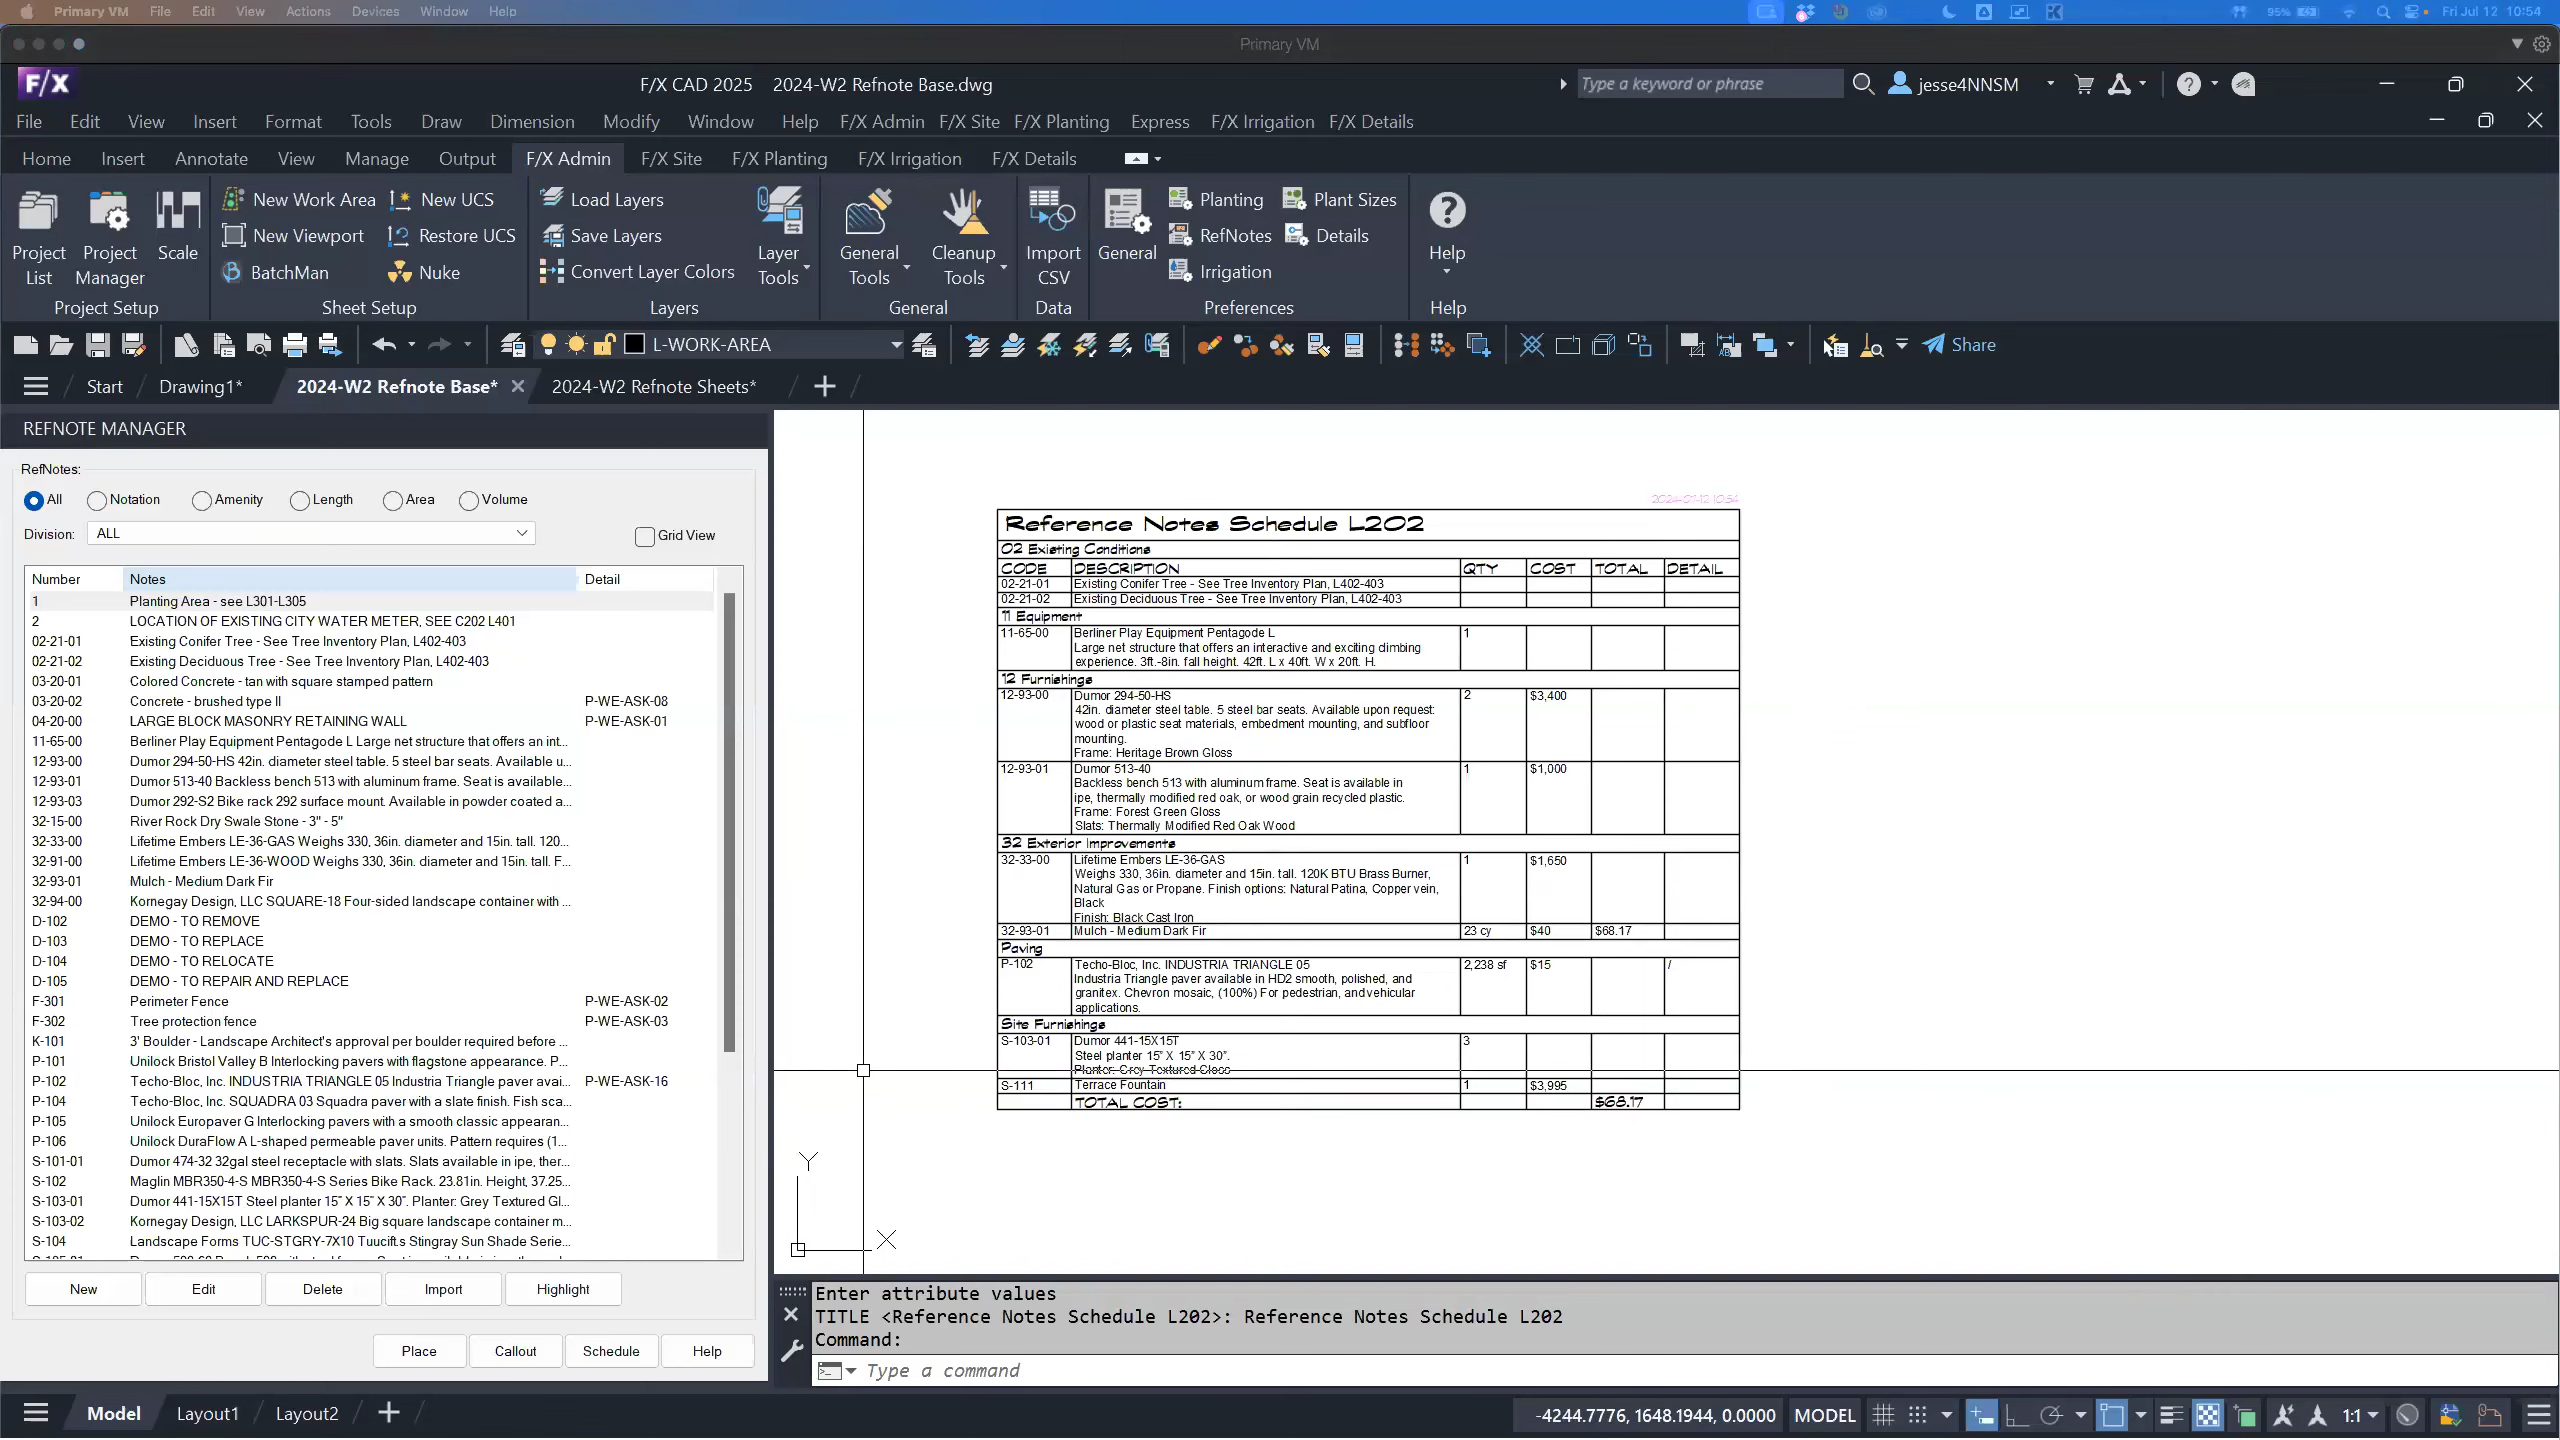 Primary VM File Edit View Actions Devices Window Help
95% Fri Jul 12 10:54
Primary VM
F/X
F/X CAD 2025 2024-W2 Refnote Base.dwg
Type a keyword or phrase
jesse4NNSM
File Edit View Insert Format Tools Draw Dimension Modify Window Help F/X Admin F/X Site F/X Planting Express F/X Irrigation F/X Details
Home Insert Annotate View Manage Output F/X Admin F/X Site F/X Planting F/X Irrigation F/X Details
Project List
Project Manager
Scale
Project Setup
New Work Area
New UCS
New Viewport
Restore UCS
BatchMan
Nuke
Sheet Setup
Load Layers
Save Layers
Convert Layer Colors
Layer Tools
Layers
General Tools
Cleanup Tools
General
Import CSV
Data
General
Planting
Plant Sizes
RefNotes
Details
Irrigation
Preferences
Help
Help
L-WORK-AREA
Share
Start Drawing1* 2024-W2 Refnote Base* 2024-W2 Refnote Sheets*
REFNOTE MANAGER
RefNotes:
All Notation Amenity Length Area Volume
Division: ALL Grid View
Number Notes Detail
1 Planting Area - see L301-L305
2 LOCATION OF EXISTING CITY WATER METER, SEE C202 L401
02-21-01 Existing Conifer Tree - See Tree Inventory Plan, L402-403
02-21-02 Existing Deciduous Tree - See Tree Inventory Plan, L402-403
03-20-01 Colored Concrete - tan with square stamped pattern
03-20-02 Concrete - brushed type II P-WE-ASK-08
04-20-00 LARGE BLOCK MASONRY RETAINING WALL P-WE-ASK-01
11-65-00 Berliner Play Equipment Pentagode L Large net structure that offers an int...
12-93-00 Dumor 294-50-HS 42in. diameter steel table. 5 steel bar seats. Available u...
12-93-01 Dumor 513-40 Backless bench 513 with aluminum frame. Seat is available...
12-93-03 Dumor 292-S2 Bike rack 292 surface mount. Available in powder coated a...
32-15-00 River Rock Dry Swale Stone - 3" - 5"
32-33-00 Lifetime Embers LE-36-GAS Weighs 330, 36in. diameter and 15in. tall. 120...
32-91-00 Lifetime Embers LE-36-WOOD Weighs 330, 36in. diameter and 15in. tall. F...
32-93-01 Mulch - Medium Dark Fir
32-94-00 Kornegay Design, LLC SQUARE-18 Four-sided landscape container with ...
D-102 DEMO - TO REMOVE
D-103 DEMO - TO REPLACE
D-104 DEMO - TO RELOCATE
D-105 DEMO - TO REPAIR AND REPLACE
F-301 Perimeter Fence P-WE-ASK-02
F-302 Tree protection fence P-WE-ASK-03
K-101 3' Boulder - Landscape Architect's approval per boulder required before ...
P-101 Unilock Bristol Valley B Interlocking pavers with flagstone appearance. P...
P-102 Techo-Bloc, Inc. INDUSTRIA TRIANGLE 05 Industria Triangle paver avai... P-WE-ASK-16
P-104 Techo-Bloc, Inc. SQUADRA 03 Squadra paver with a slate finish. Fish sca...
P-105 Unilock Europaver G Interlocking pavers with a smooth classic appearan...
P-106 Unilock DuraFlow A L-shaped permeable paver units. Pattern requires (1...
S-101-01 Dumor 474-32 32gal steel receptacle with slats. Slats available in ipe, ther...
S-102 Maglin MBR350-4-S MBR350-4-S Series Bike Rack. 23.81in. Height, 37.25...
S-103-01 Dumor 441-15X15T Steel planter 15" X 15" X 30". Planter: Grey Textured Gl...
S-103-02 Kornegay Design, LLC LARKSPUR-24 Big square landscape container m...
S-104 Landscape Forms TUC-STGRY-7X10 Tuucift.s Stingray Sun Shade Serie...
New Edit Delete Import Highlight
Place Callout Schedule Help
2024-07-12 10:54
Reference Notes Schedule L202
02 Existing Conditions
CODE DESCRIPTION QTY COST TOTAL DETAIL
02-21-01 Existing Conifer Tree - See Tree Inventory Plan, L402-403
02-21-02 Existing Deciduous Tree - See Tree Inventory Plan, L402-403
11 Equipment
11-65-00 Berliner Play Equipment Pentagode L 1
Large net structure that offers an interactive and exciting climbing
experience. 3ft.-8in. fall height. 42ft. L x 40ft. W x 20ft. H.
12 Furnishings
12-93-00 Dumor 294-50-HS 2 $3,400
42in. diameter steel table. 5 steel bar seats. Available upon request:
wood or plastic seat materials, embedment mounting, and subfloor
mounting.
Frame: Heritage Brown Gloss
12-93-01 Dumor 513-40 1 $1,000
Backless bench 513 with aluminum frame. Seat is available in
ipe, thermally modified red oak, or wood grain recycled plastic.
Frame: Forest Green Gloss
Slats: Thermally Modified Red Oak Wood
32 Exterior Improvements
32-33-00 Lifetime Embers LE-36-GAS 1 $1,650
Weighs 330, 36in. diameter and 15in. tall. 120K BTU Brass Burner,
Natural Gas or Propane. Finish options: Natural Patina, Copper vein,
Black
Finish: Black Cast Iron
32-93-01 Mulch - Medium Dark Fir 23 cy $40 $68.17
Paving
P-102 Techo-Bloc, Inc. INDUSTRIA TRIANGLE 05 2,238 sf $15 /
Industria Triangle paver available in HD2 smooth, polished, and
granitex. Chevron mosaic, (100%) For pedestrian, and vehicular
applications.
Site Furnishings
S-103-01 Dumor 441-15X15T 3
Steel planter 15" X 15" X 30".
Planter: Grey Textured Gloss
S-111 Terrace Fountain 1 $3,995
TOTAL COST: $68.17
Y
X
Enter attribute values
TITLE <Reference Notes Schedule L202>: Reference Notes Schedule L202
Command:
Type a command
Model Layout1 Layout2
-4244.7776, 1648.1944, 0.0000 MODEL 1:1